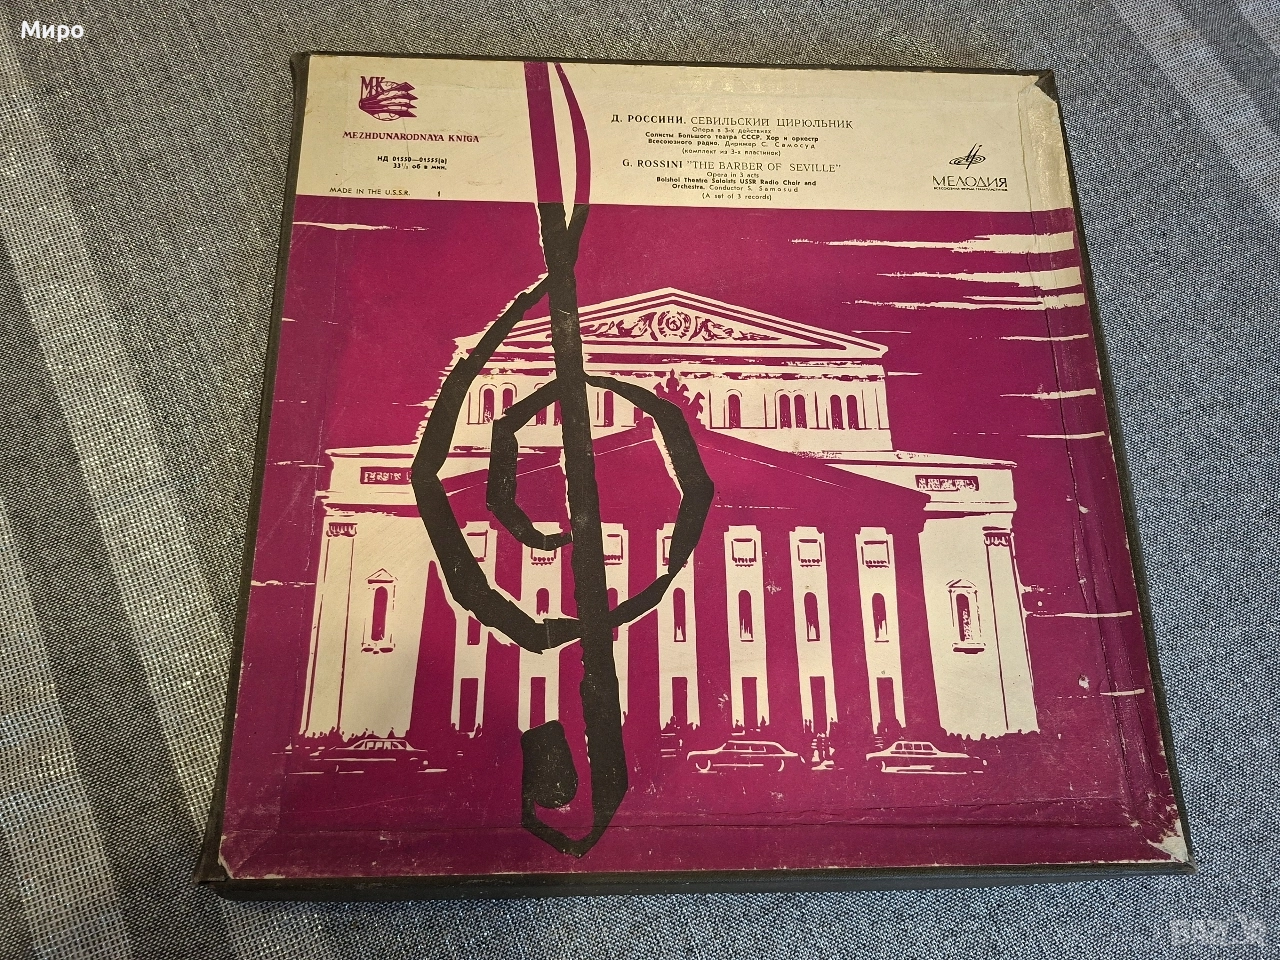 Миро
МК
MEZHDUNARODNAYA KNIGA
НД 01550—01555(а)
33⅓ об в мин.
MADE IN THE U.S.S.R. 1
Д. РОССИНИ. СЕВИЛЬСКИЙ ЦИРЮЛЬНИК
Опера в 3-х действиях
Солисты Большого театра СССР. Хор и оркестр
Всесоюзного радио. Дирижер С. Самосуд
(комплект из 3-х пластинок)
G. ROSSINI "THE BARBER OF SEVILLE"
Opera in 3 acts
Bolshoi Theatre Soloists USSR Radio Choir and
Orchestra. Conductor S. Samosud
(A set of 3 records)
МЕЛОДИЯ